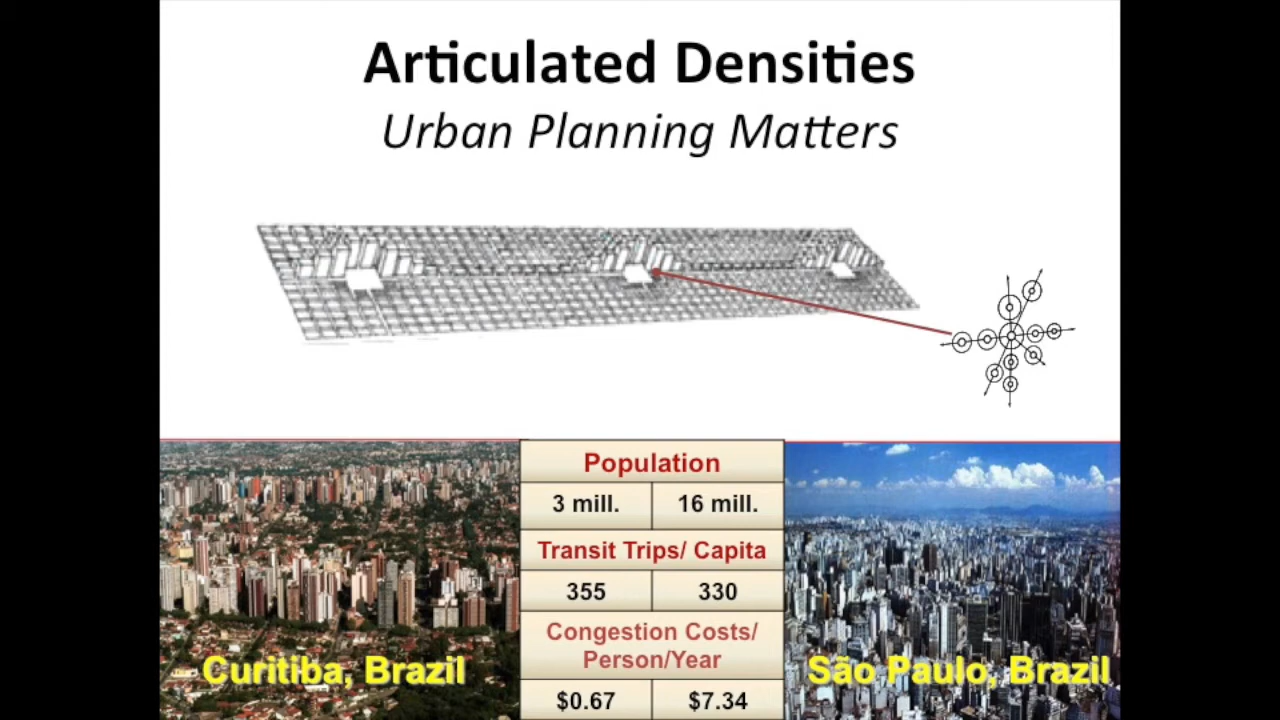 Articulated Densities
Urban Planning Matters
Population
3 mill. 16 mill.
Transit Trips/ Capita
355 330
Congestion Costs/
Person/Year
$0.67 $7.34
Curitiba, Brazil
São Paulo, Brazil